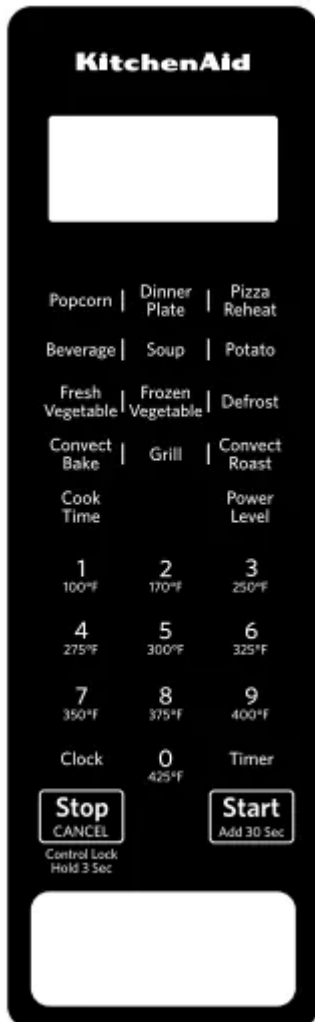 KitchenAid
Popcorn | Dinner Plate | Pizza Reheat
Beverage | Soup | Potato
Fresh Vegetable | Frozen Vegetable | Defrost
Convect Bake | Grill | Convect Roast
Cook Time Power Level
1 2 3
100°F 170°F 250°F
4 5 6
275°F 300°F 325°F
7 8 9
350°F 375°F 400°F
Clock 0 Timer
425°F
Stop Start
CANCEL Add 30 Sec
Control Lock
Hold 3 Sec